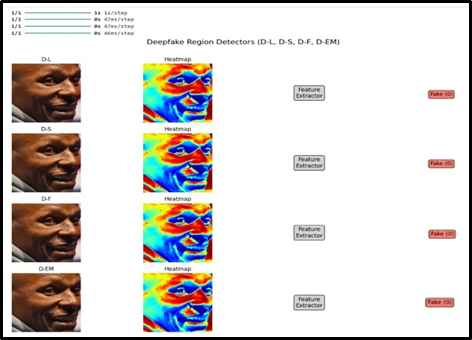 1/1 1s 1s/step
1/1 0s 47ms/step
1/1 0s 47ms/step
1/1 0s 46ms/step
Deepfake Region Detectors (D-L, D-S, D-F, D-EM)
D-L Heatmap
Feature
Extractor
Fake (0)
D-S Heatmap
Feature
Extractor
Fake (0)
D-F Heatmap
Feature
Extractor
Fake (0)
D-EM Heatmap
Feature
Extractor
Fake (0)